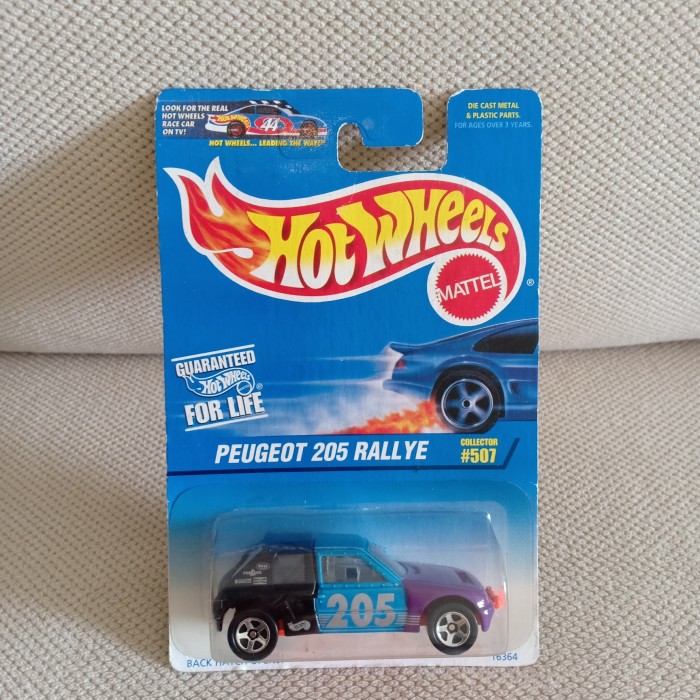 LOOK FOR THE REAL
HOT WHEELS
RACE CAR
ON TV!
44
HOT WHEELS... LEADING THE WAY!
DIE CAST METAL
& PLASTIC PARTS.
FOR AGES OVER 3 YEARS.
HOT WHEELS
MATTEL
®
GUARANTEED
HOT WHEELS
®
FOR LIFE
PEUGEOT 205 RALLYE
COLLECTOR
#507
205
BACK HATCH
16364